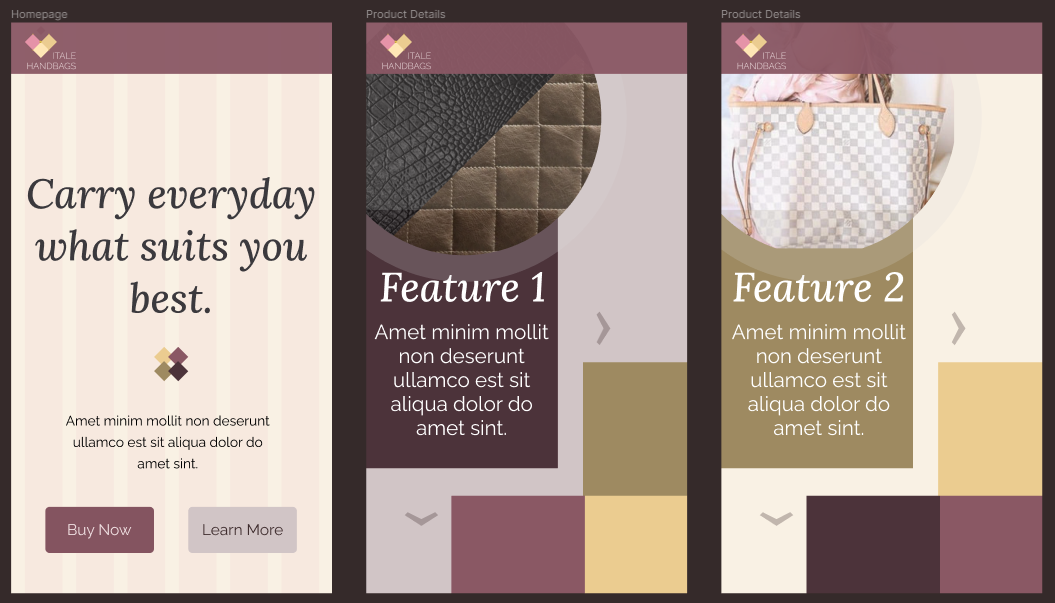 Homepage
ITALE
HANDBAGS
Carry everyday
what suits you
best.
Amet minim mollit non deserunt
ullamco est sit aliqua dolor do
amet sint.
Buy Now
Learn More
Product Details
ITALE
HANDBAGS
Feature 1
Amet minim mollit
non deserunt
ullamco est sit
aliqua dolor do
amet sint.
Product Details
ITALE
HANDBAGS
Feature 2
Amet minim mollit
non deserunt
ullamco est sit
aliqua dolor do
amet sint.